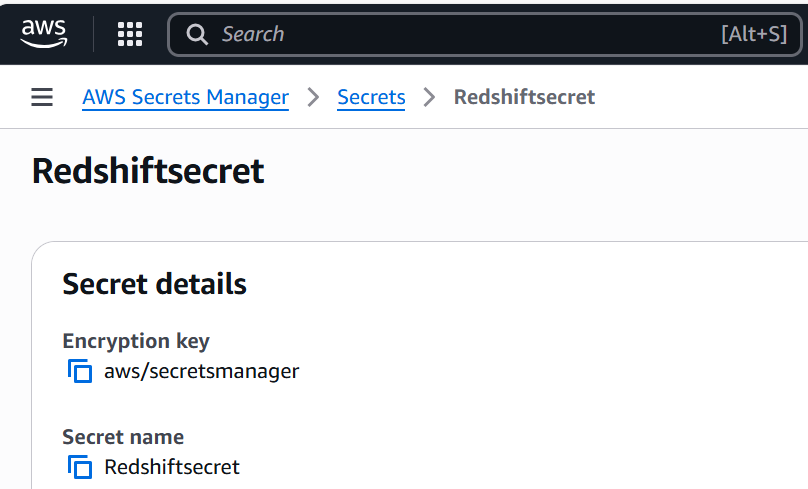 aws
Search [Alt+S]
AWS Secrets Manager > Secrets > Redshiftsecret
Redshiftsecret
Secret details
Encryption key
aws/secretsmanager
Secret name
Redshiftsecret